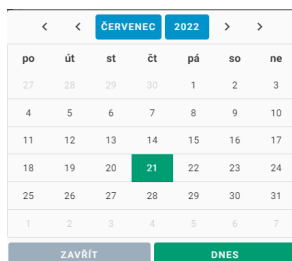 ‹ ‹ ČERVENEC 2022 › ›
po út st čt pá so ne
27 28 29 30 1 2 3
4 5 6 7 8 9 10
11 12 13 14 15 16 17
18 19 20 21 22 23 24
25 26 27 28 29 30 31
1 2 3 4 5 6 7
ZAVŘÍT DNES